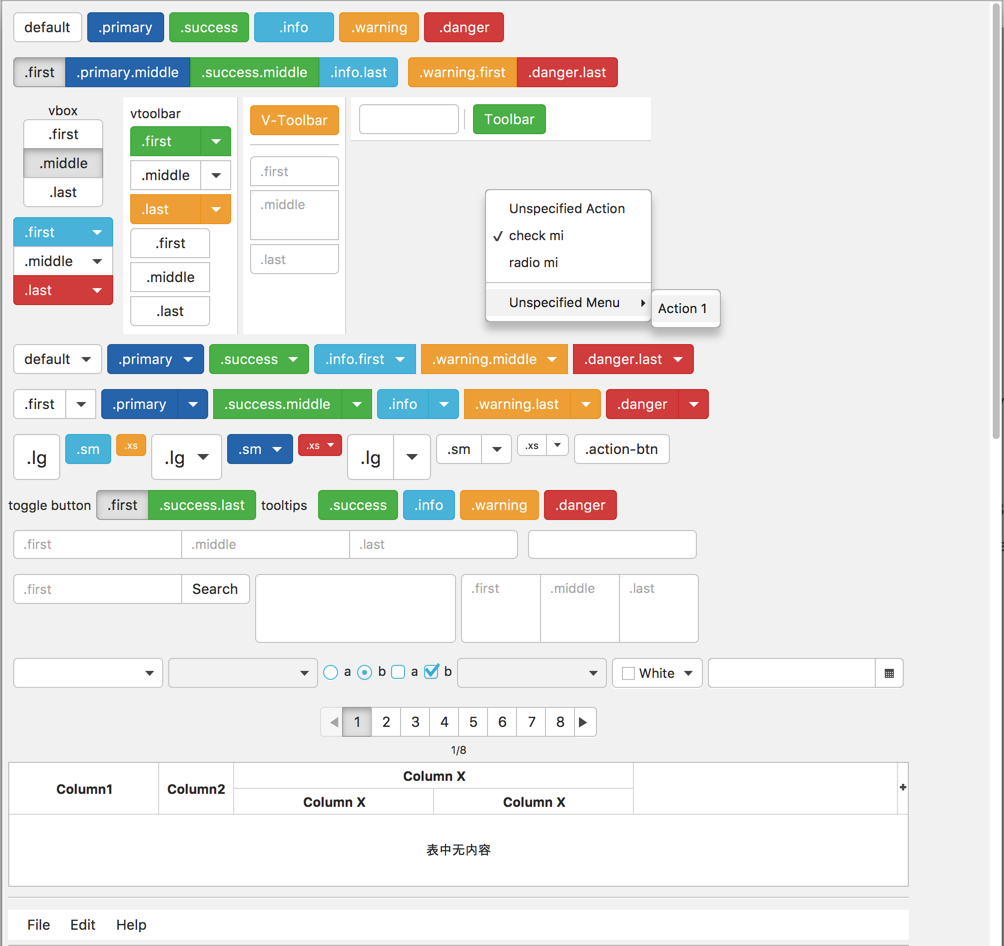 default .primary .success .info .warning .danger
.first .primary.middle .success.middle .info.last .warning.first .danger.last
vbox
.first
.middle
.last
.first
.middle
.last
vtoolbar
.first
.middle
.last
.first
.middle
.last
V-Toolbar
.first
.middle
.last
Toolbar
Unspecified Action
check mi
radio mi
Unspecified Menu
Action 1
default .primary .success .info.first .warning.middle .danger.last
.first .primary .success.middle .info .warning.last .danger
.lg .sm .xs .lg .sm .xs .lg .sm .xs .action-btn
toggle button .first .success.last tooltips .success .info .warning .danger
.first .middle .last
.first Search .first .middle .last
a b a b White
1 2 3 4 5 6 7 8
1/8
Column1 Column2 Column X
Column X Column X
+
表中无内容
File Edit Help